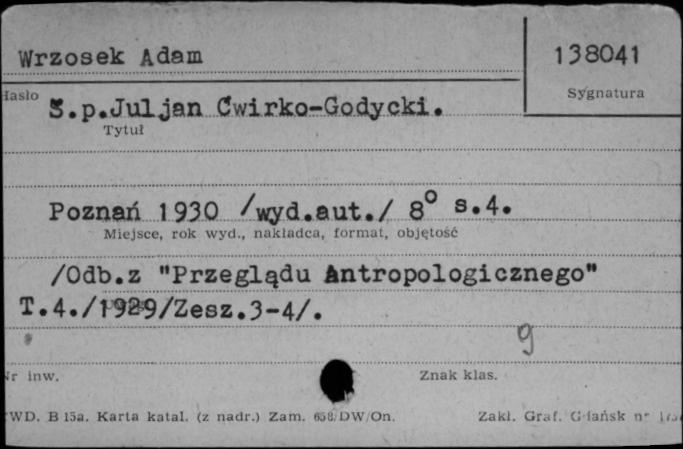 Wrzosek Adam
138041
Hasło
Sygnatura
Ś.p.Juljan Ćwirko-Godycki.
Tytuł
Poznań 1930 /wyd.aut./ 8° s.4.
Miejsce, rok wyd., nakładca, format, objętość
/Odb.z "Przeglądu Antropologicznego"
T.4./1929/Zesz.3-4/.
9
Nr inw.
Znak klas.
WD. B 15a. Karta katal. (z nadr.) Zam. 658/DW/On.
Zakł. Graf. Gdańsk nr